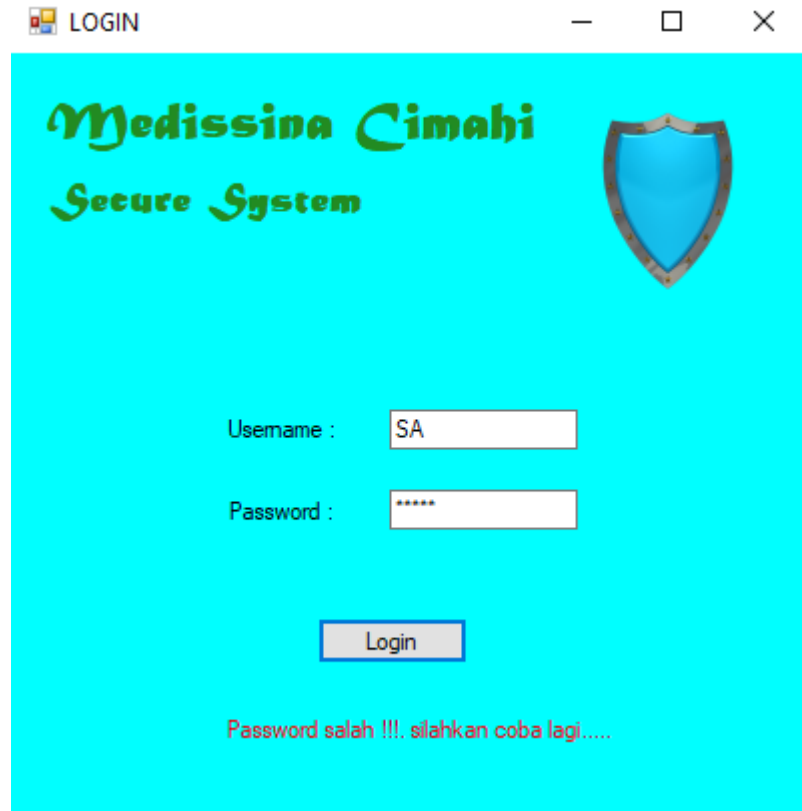 LOGIN
Medissina Cimahi
Secure System
Username : SA
Password : *****
Login
Password salah !!!. silahkan coba lagi.....